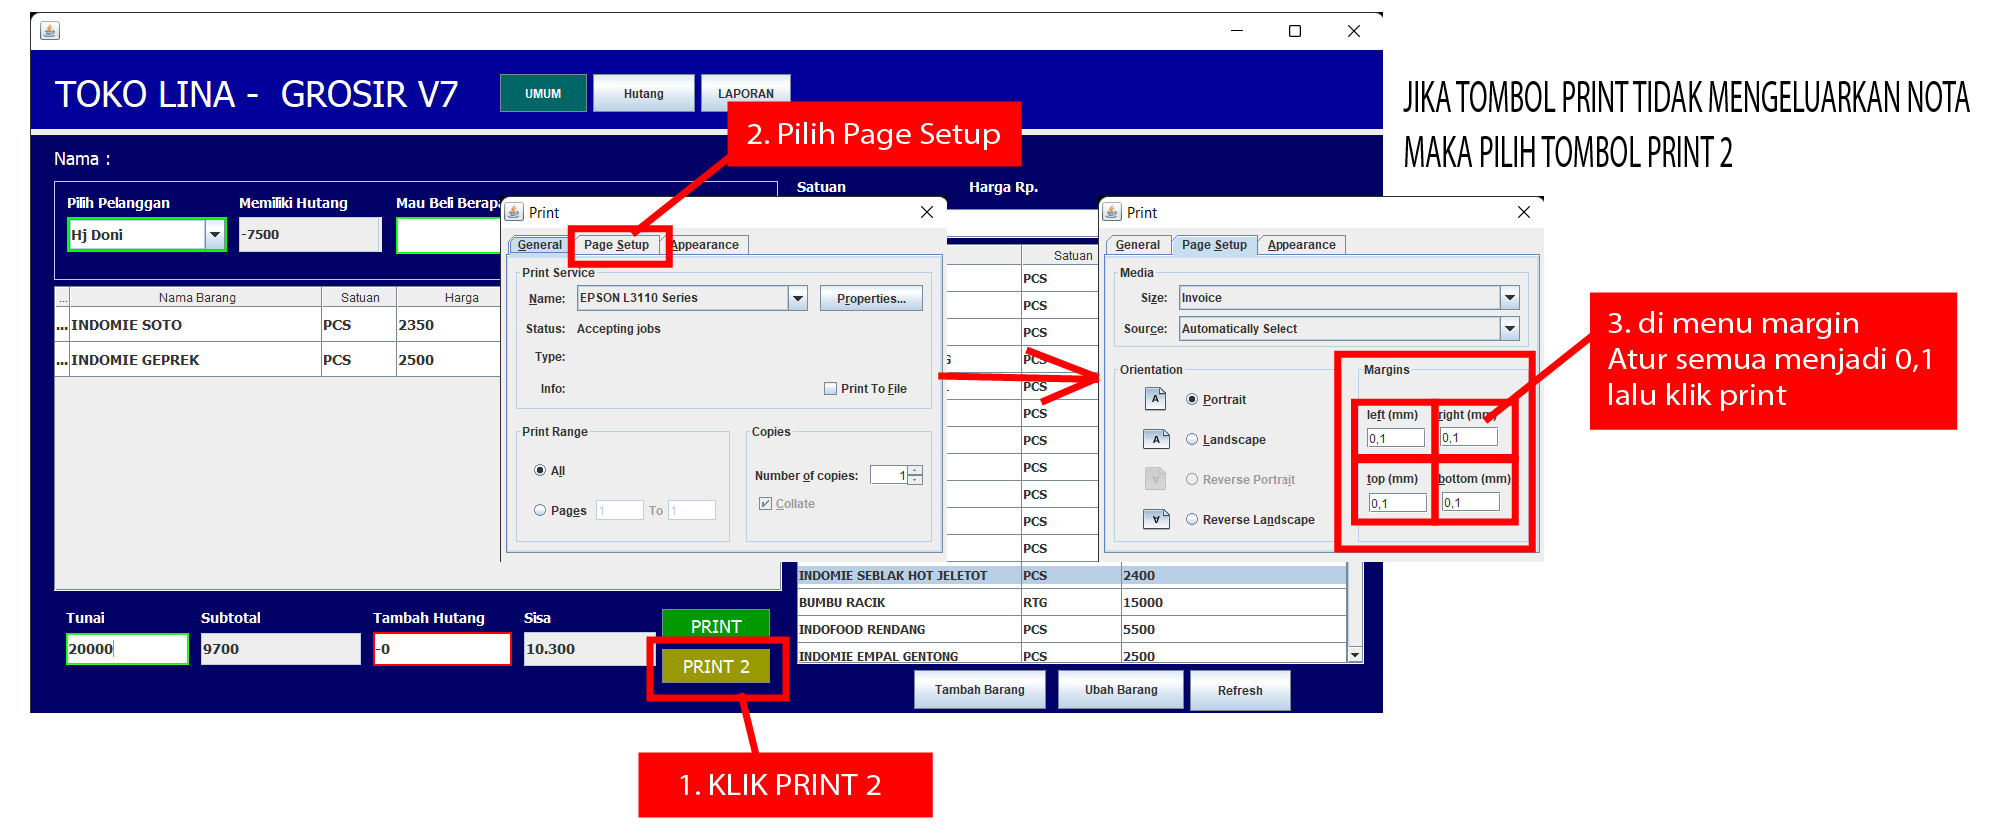 TOKO LINA - GROSIR V7
UMUM
Hutang
LAPORAN
JIKA TOMBOL PRINT TIDAK MENGELUARKAN NOTA
MAKA PILIH TOMBOL PRINT 2
2. Pilih Page Setup
Nama :
Pilih Pelanggan
Memiliki Hutang
Mau Beli Berap
Hj Doni
-7500
Satuan
Harga Rp.
... Nama Barang Satuan Harga
... INDOMIE SOTO PCS 2350
... INDOMIE GEPREK PCS 2500
Print
General
Page Setup
Appearance
Print Service
Name: EPSON L3110 Series
Properties...
Status: Accepting jobs
Type:
Info:
Print To File
Print Range
All
Pages 1 To 1
Copies
Number of copies: 1
Collate
Satuan
PCS
PCS
PCS
PCS
PCS
PCS
PCS
PCS
PCS
PCS
PCS
Print
General
Page Setup
Appearance
Media
Size: Invoice
Source: Automatically Select
Orientation
A
Portrait
A
Landscape
A
Reverse Portrait
A
Reverse Landscape
Margins
left (mm)
right (mm)
0,1
0,1
top (mm)
bottom (mm)
0,1
0,1
3. di menu margin
Atur semua menjadi 0,1
lalu klik print
INDOMIE SEBLAK HOT JELETOT PCS 2400
BUMBU RACIK RTG 15000
INDOFOOD RENDANG PCS 5500
INDOMIE EMPAL GENTONG PCS 2500
Tunai
Subtotal
Tambah Hutang
Sisa
20000
9700
-0
10.300
PRINT
PRINT 2
Tambah Barang
Ubah Barang
Refresh
1. KLIK PRINT 2